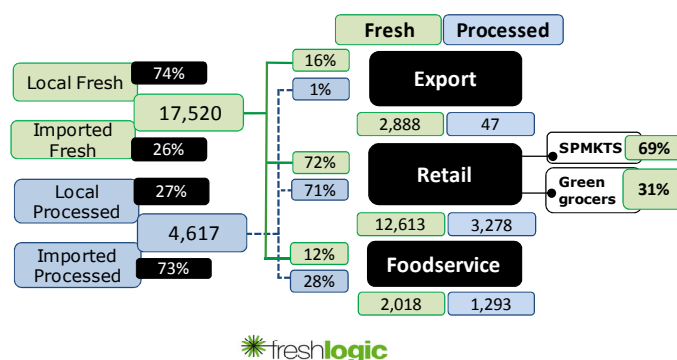 Fresh
Processed
Local Fresh
74%
17,520
Imported
Fresh
26%
Local
Processed
27%
4,617
Imported
Processed
73%
16%
1%
Export
2,888
47
72%
71%
Retail
12,613
3,278
SPMKTS
69%
Green
grocers
31%
12%
28%
Foodservice
2,018
1,293
freshlogic